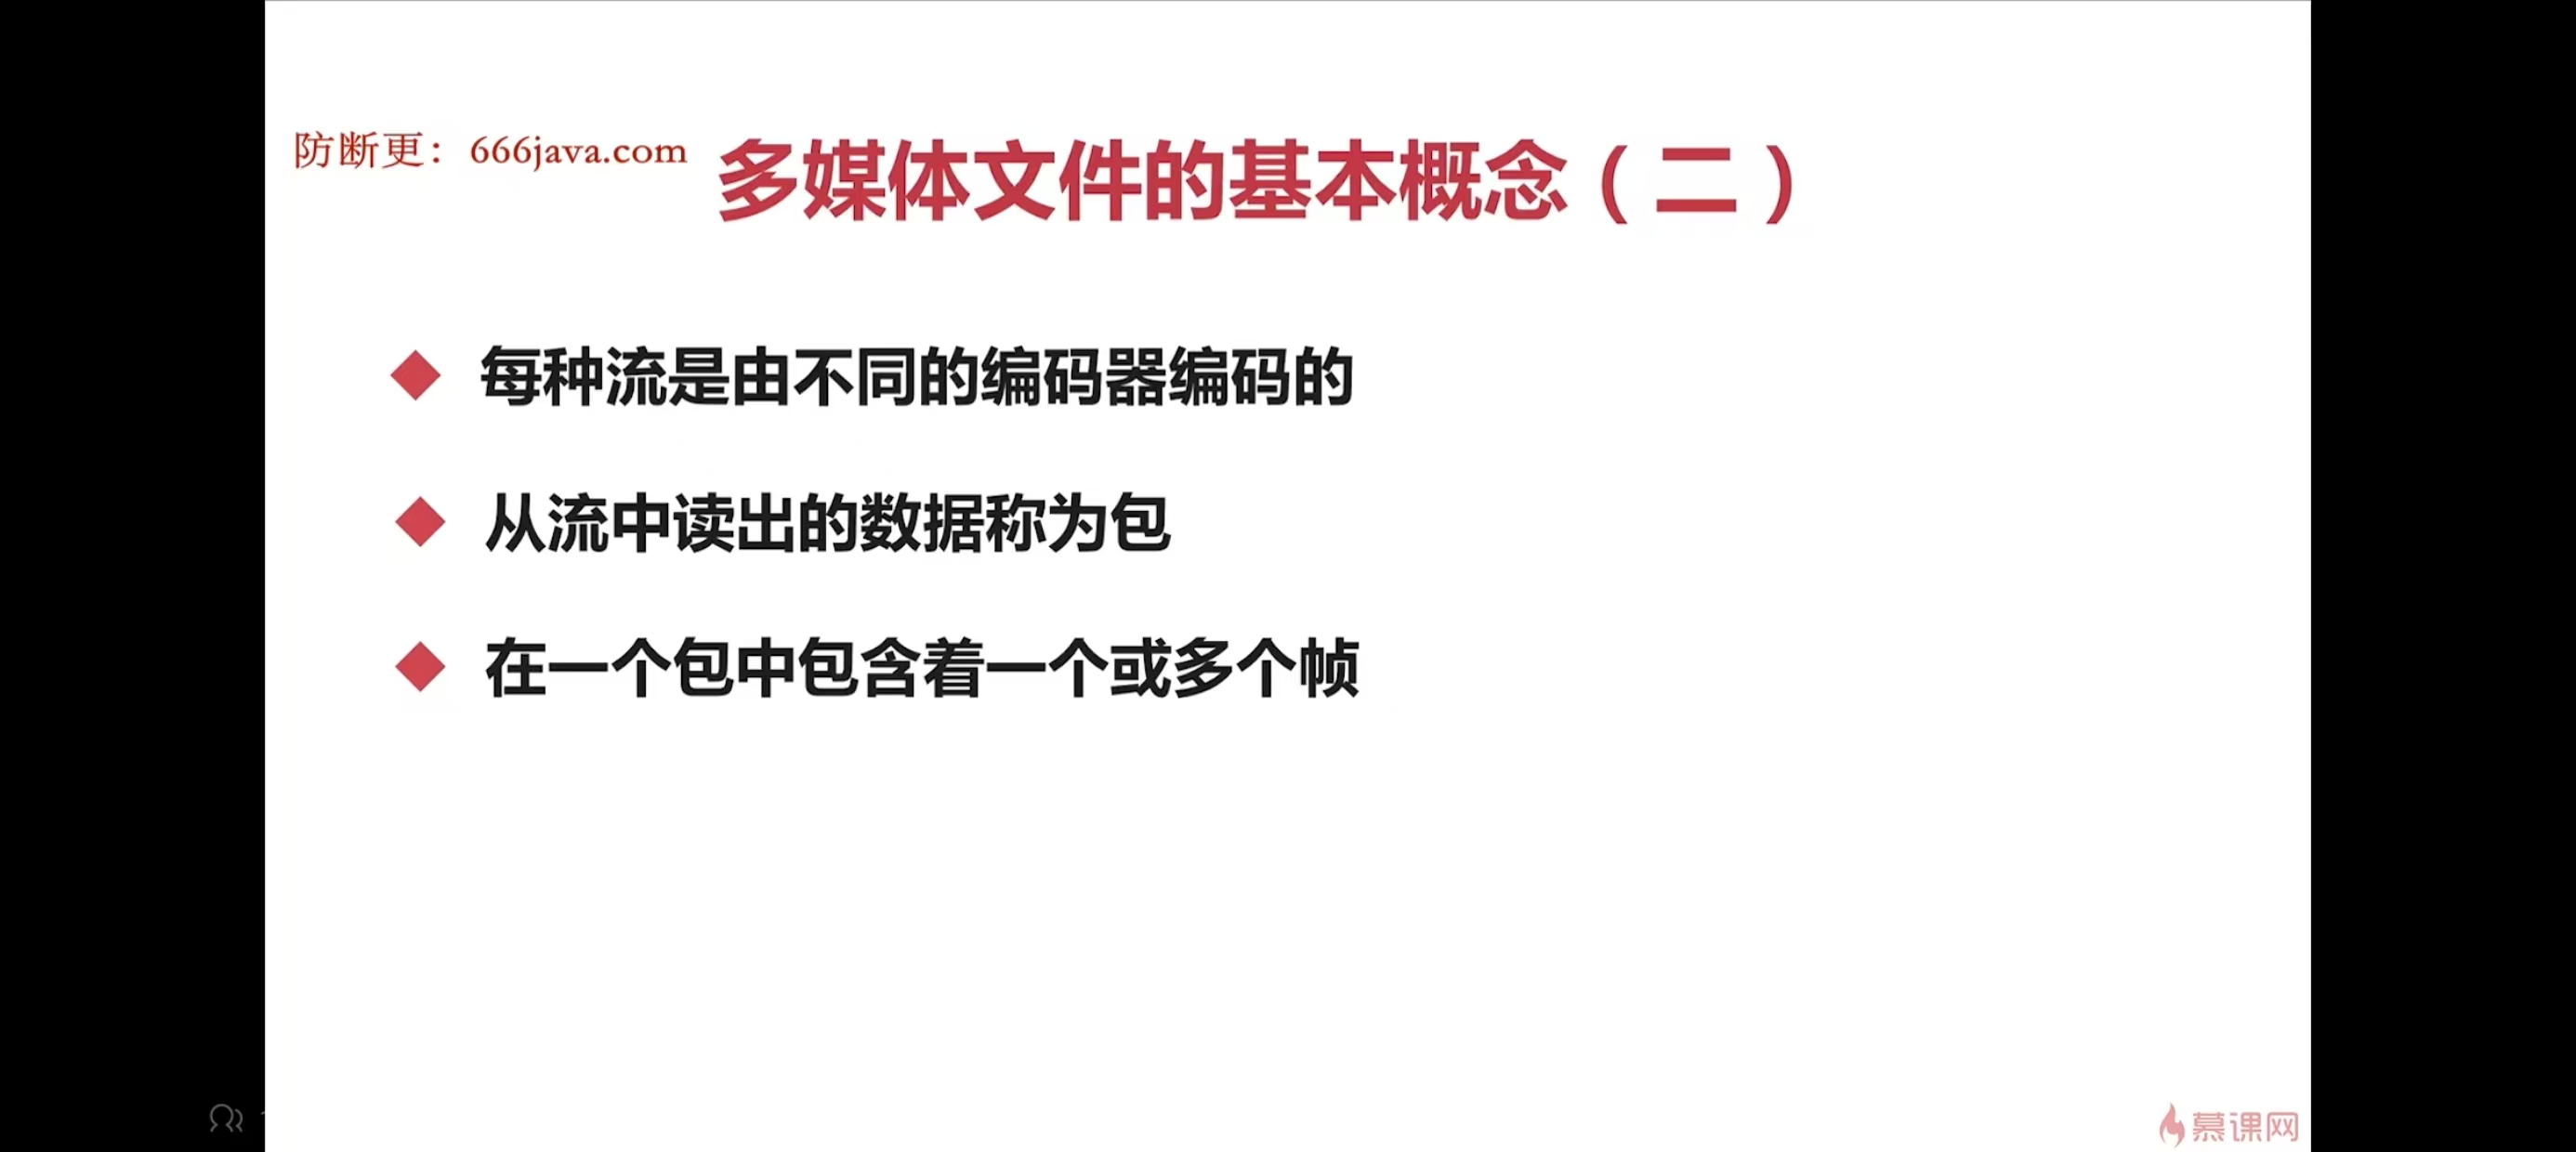 防断更：666java.com
多媒体文件的基本概念（二）
每种流是由不同的编码器编码的
从流中读出的数据称为包
在一个包中包含着一个或多个帧
慕课网